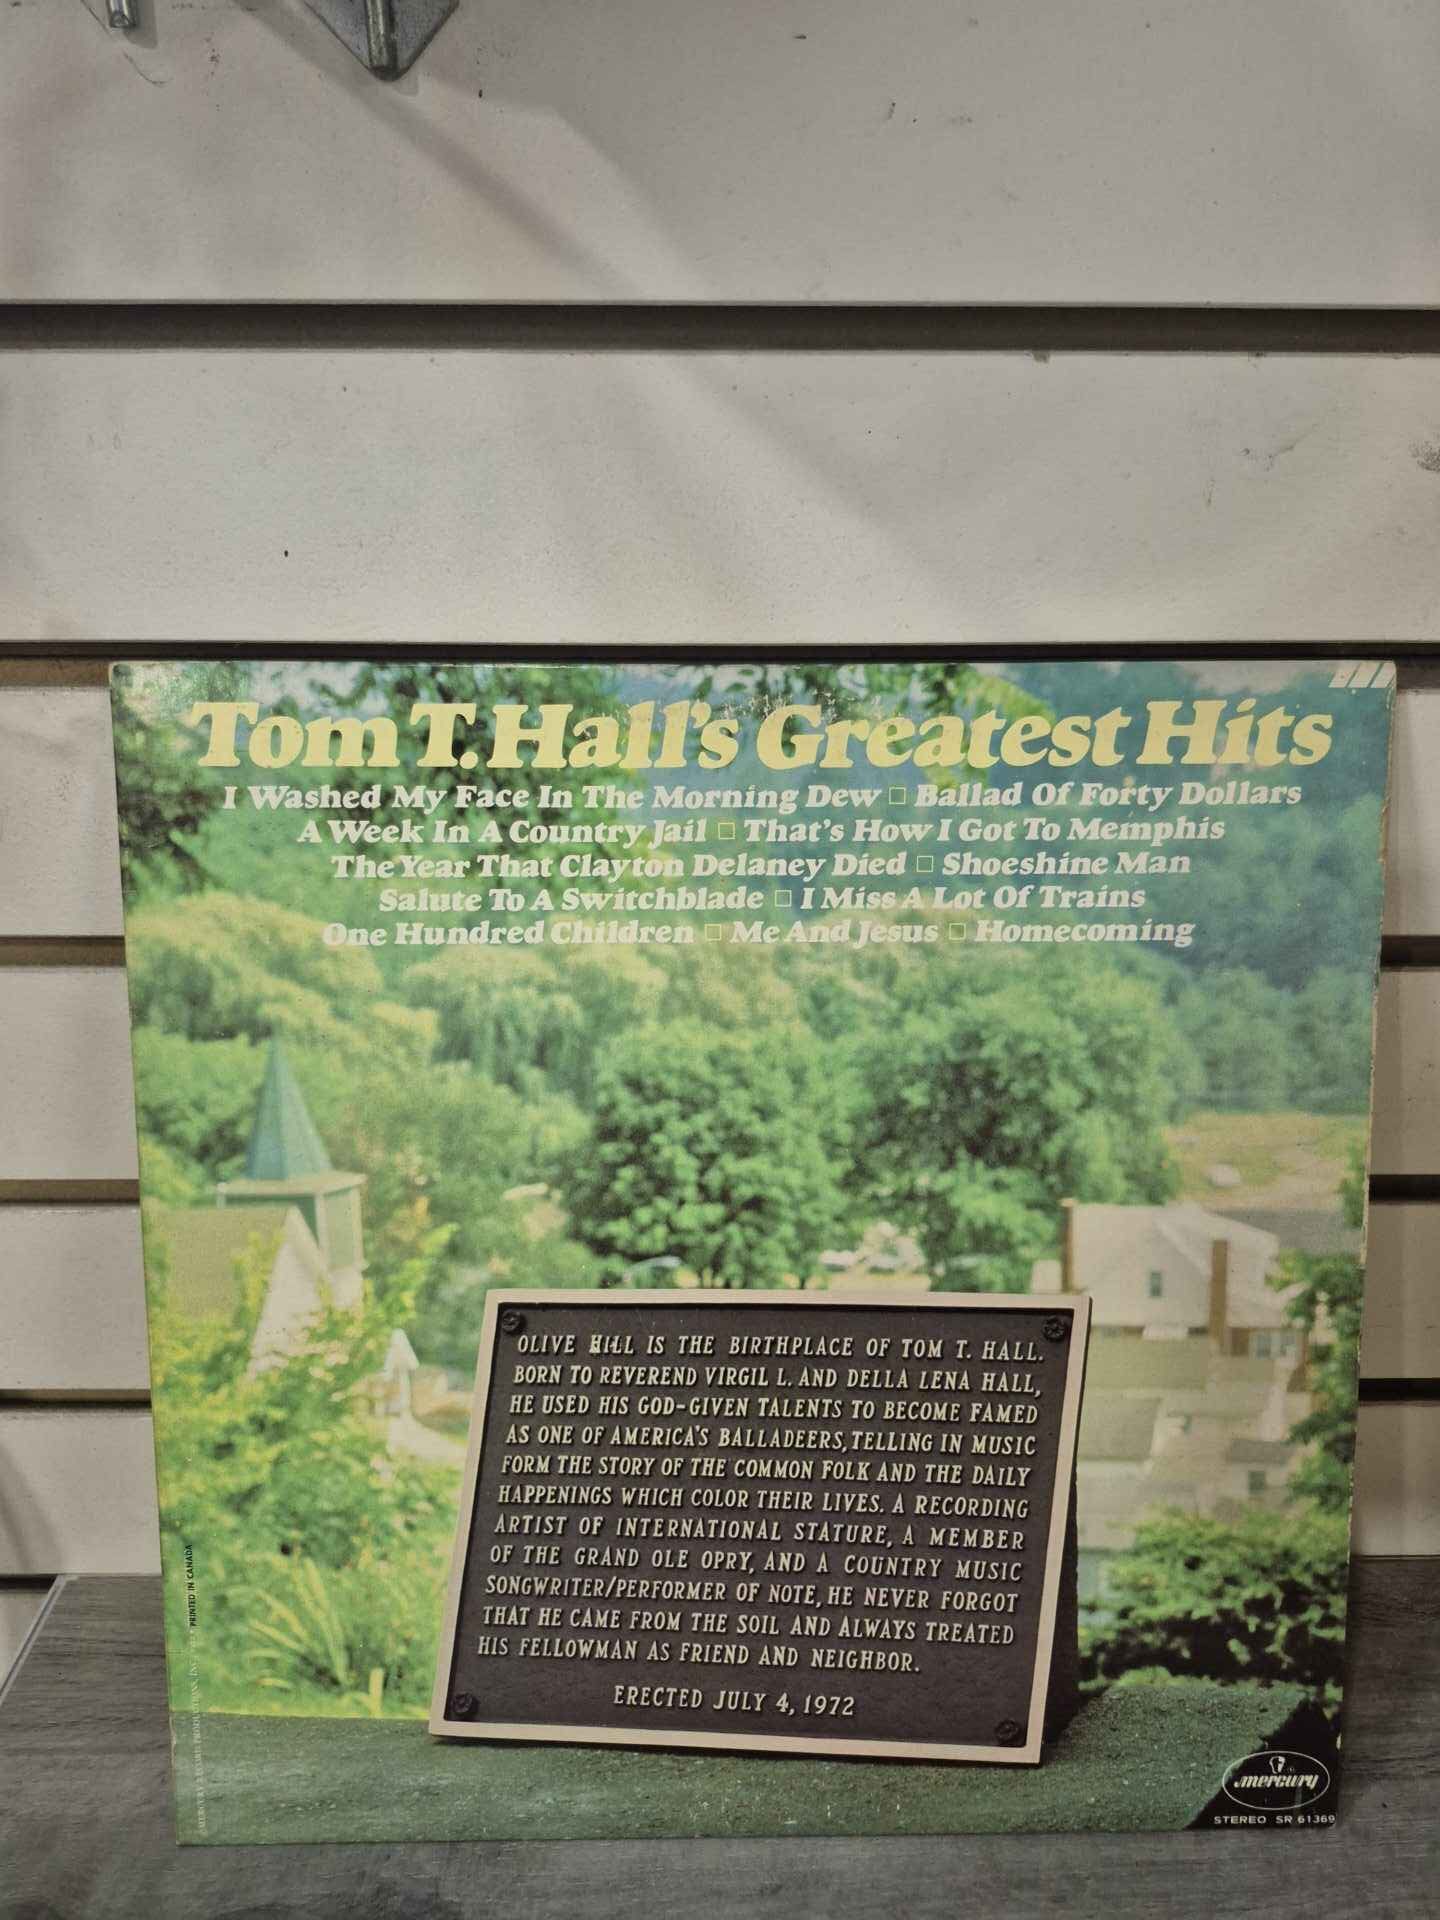 Tom T. Hall's Greatest Hits
I Washed My Face In The Morning Dew □ Ballad Of Forty Dollars
A Week In A Country Jail □ That's How I Got To Memphis
The Year That Clayton Delaney Died □ Shoeshine Man
Salute To A Switchblade □ I Miss A Lot Of Trains
One Hundred Children □ Me And Jesus □ Homecoming
OLIVE HILL IS THE BIRTHPLACE OF TOM T. HALL.
BORN TO REVEREND VIRGIL L. AND DELLA LENA HALL,
HE USED HIS GOD-GIVEN TALENTS TO BECOME FAMED
AS ONE OF AMERICA'S BALLADEERS, TELLING IN MUSIC
FORM THE STORY OF THE COMMON FOLK AND THE DAILY
HAPPENINGS WHICH COLOR THEIR LIVES. A RECORDING
ARTIST OF INTERNATIONAL STATURE, A MEMBER
OF THE GRAND OLE OPRY, AND A COUNTRY MUSIC
SONGWRITER/PERFORMER OF NOTE, HE NEVER FORGOT
THAT HE CAME FROM THE SOIL AND ALWAYS TREATED
HIS FELLOWMAN AS FRIEND AND NEIGHBOR.
ERECTED JULY 4, 1972
PRINTED IN CANADA
mercury
STEREO SR 61369